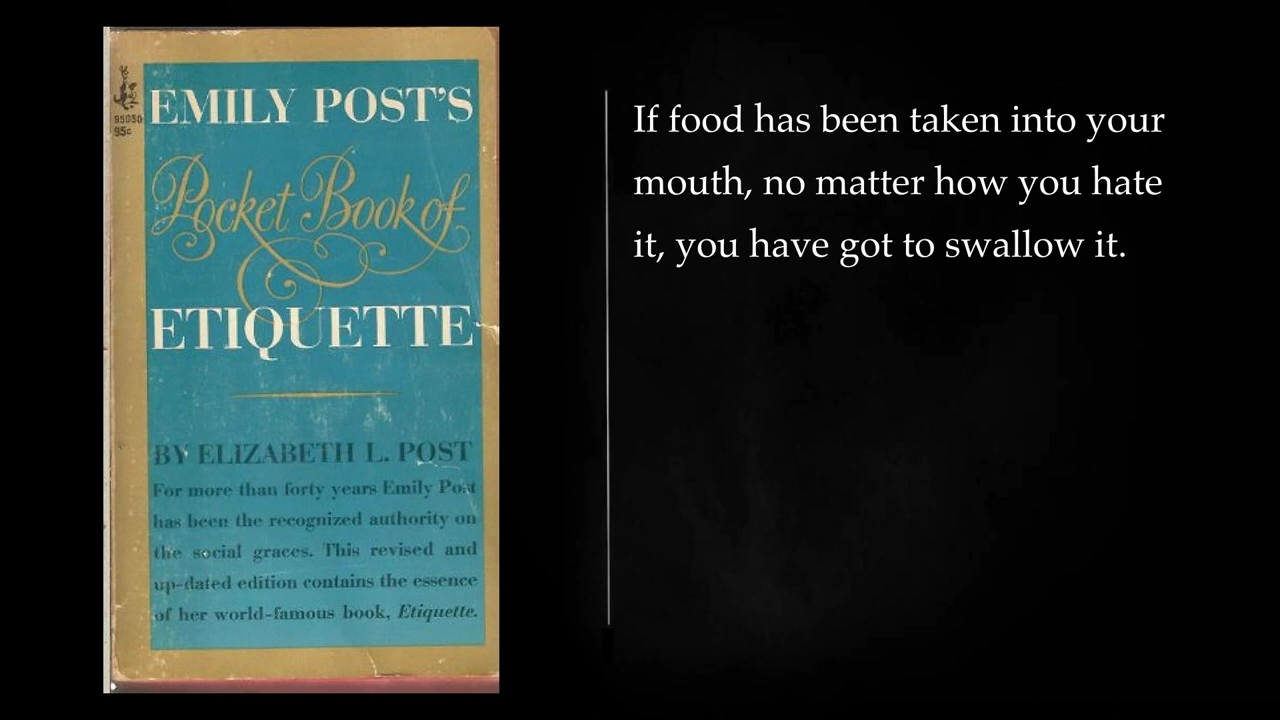 EMILY POST'S
Pocket Book of
ETIQUETTE
95050
95c
BY ELIZABETH L. POST
For more than forty years Emily Post
has been the recognized authority on
the social graces. This revised and
up-dated edition contains the essence
of her world-famous book, Etiquette.
If food has been taken into your
mouth, no matter how you hate
it, you have got to swallow it.